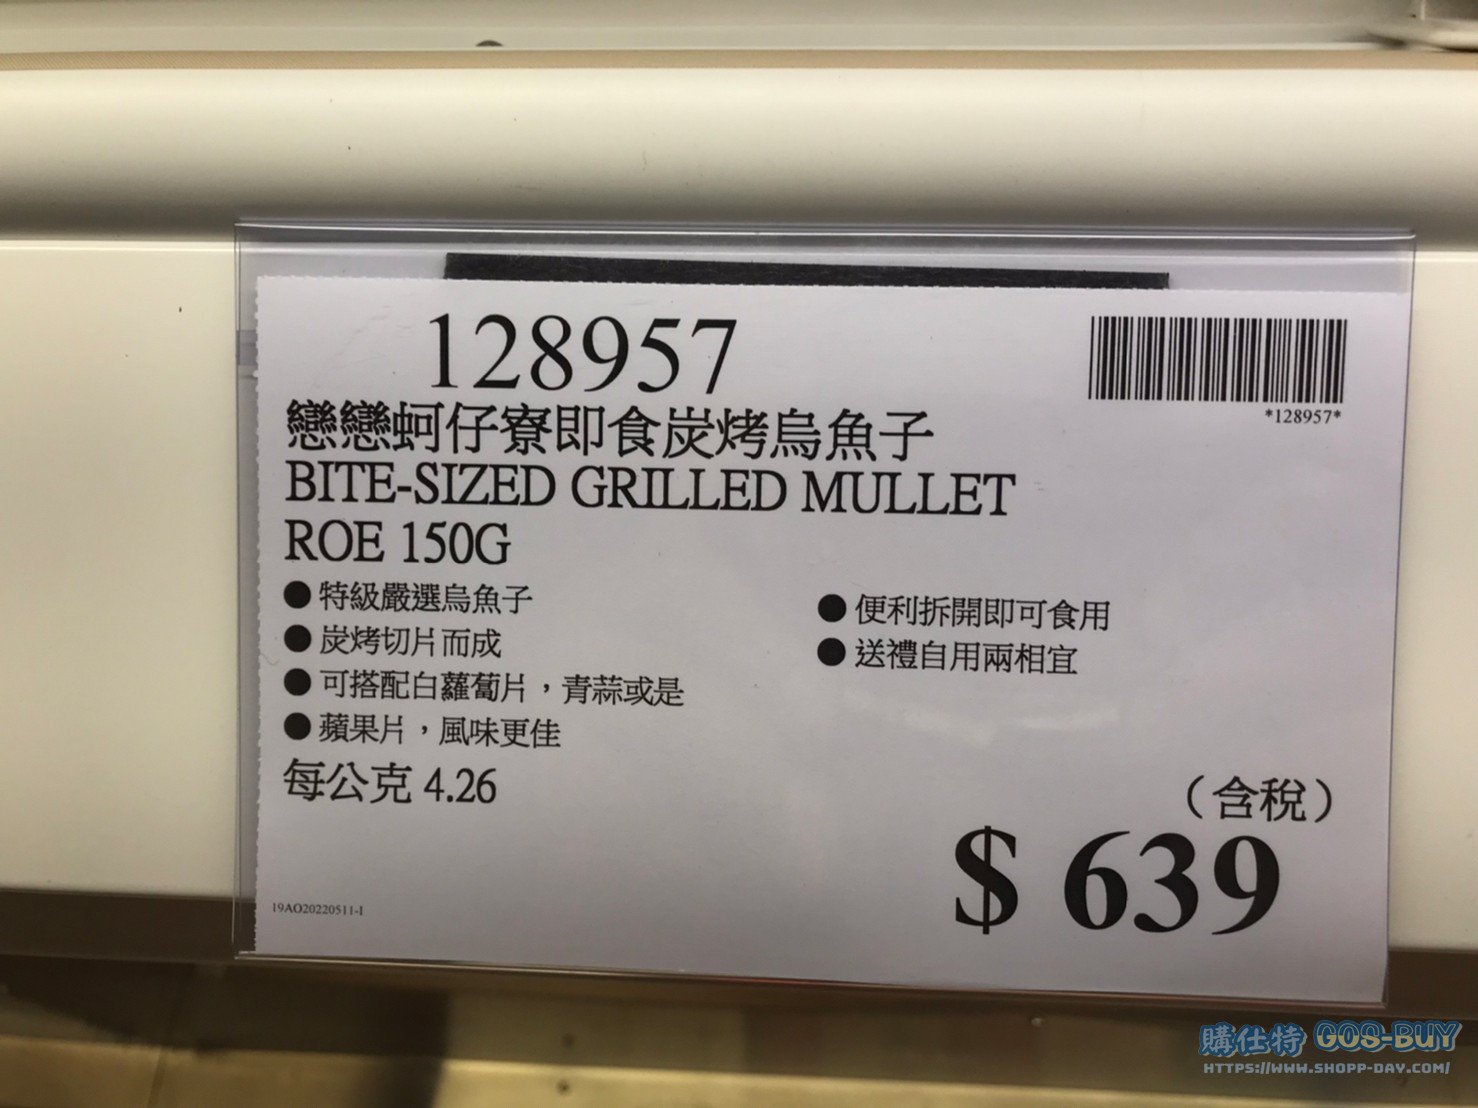 128957
*128957*
戀戀蚵仔寮即食炭烤烏魚子
BITE-SIZED GRILLED MULLET
ROE 150G
● 特級嚴選烏魚子
● 炭烤切片而成
● 可搭配白蘿蔔片，青蒜或是
● 蘋果片，風味更佳
● 便利拆開即可食用
● 送禮自用兩相宜
每公克 4.26
（含稅）
$ 639
19AO20220511-I
購仕特 GOS-BUY
HTTPS://WWW.SHOPP-DAY.COM/